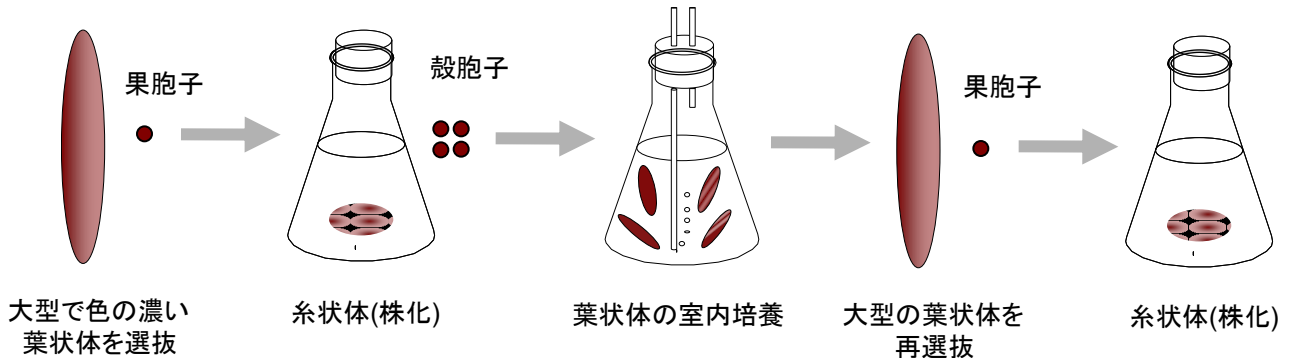 果胞子
殻胞子
果胞子
大型で色の濃い
葉状体を選抜
糸状体(株化)
葉状体の室内培養
大型の葉状体を
再選抜
糸状体(株化)